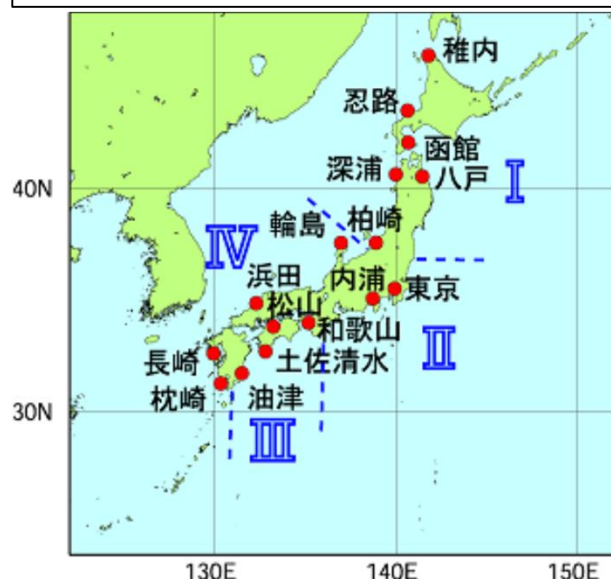 稚内
忍路
函館
深浦
八戸
I
40N
輪島
柏崎
IV
浜田
内浦
東京
松山
和歌山
II
長崎
土佐清水
枕崎
油津
30N
III
130E
140E
150E